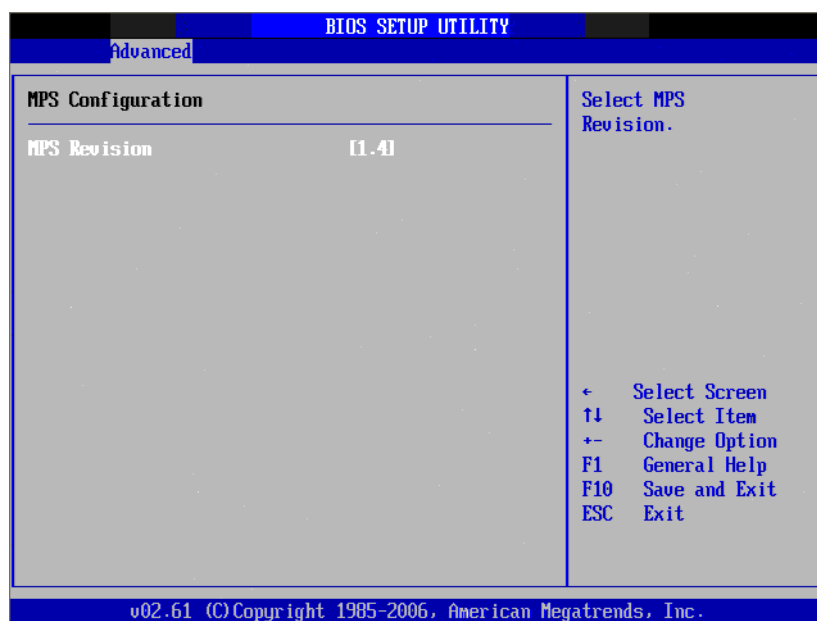 BIOS SETUP UTILITY
Advanced
MPS Configuration
MPS Revision [1.4]
Select MPS
Revision.
← Select Screen
↑↓ Select Item
+- Change Option
F1 General Help
F10 Save and Exit
ESC Exit
v02.61 (C)Copyright 1985-2006, American Megatrends, Inc.